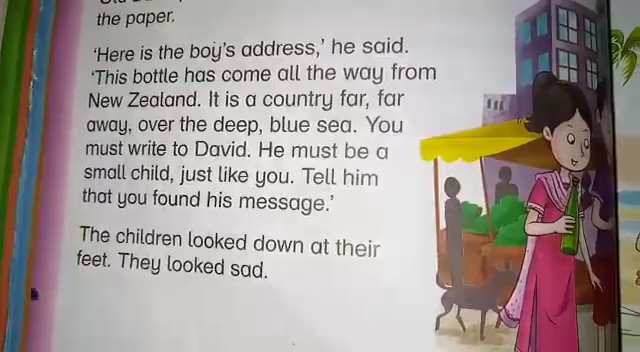 the paper.
‘Here is the boy’s address,’ he said.
‘This bottle has come all the way from
New Zealand. It is a country far, far
away, over the deep, blue sea. You
must write to David. He must be a
small child, just like you. Tell him
that you found his message.’
The children looked down at their
feet. They looked sad.